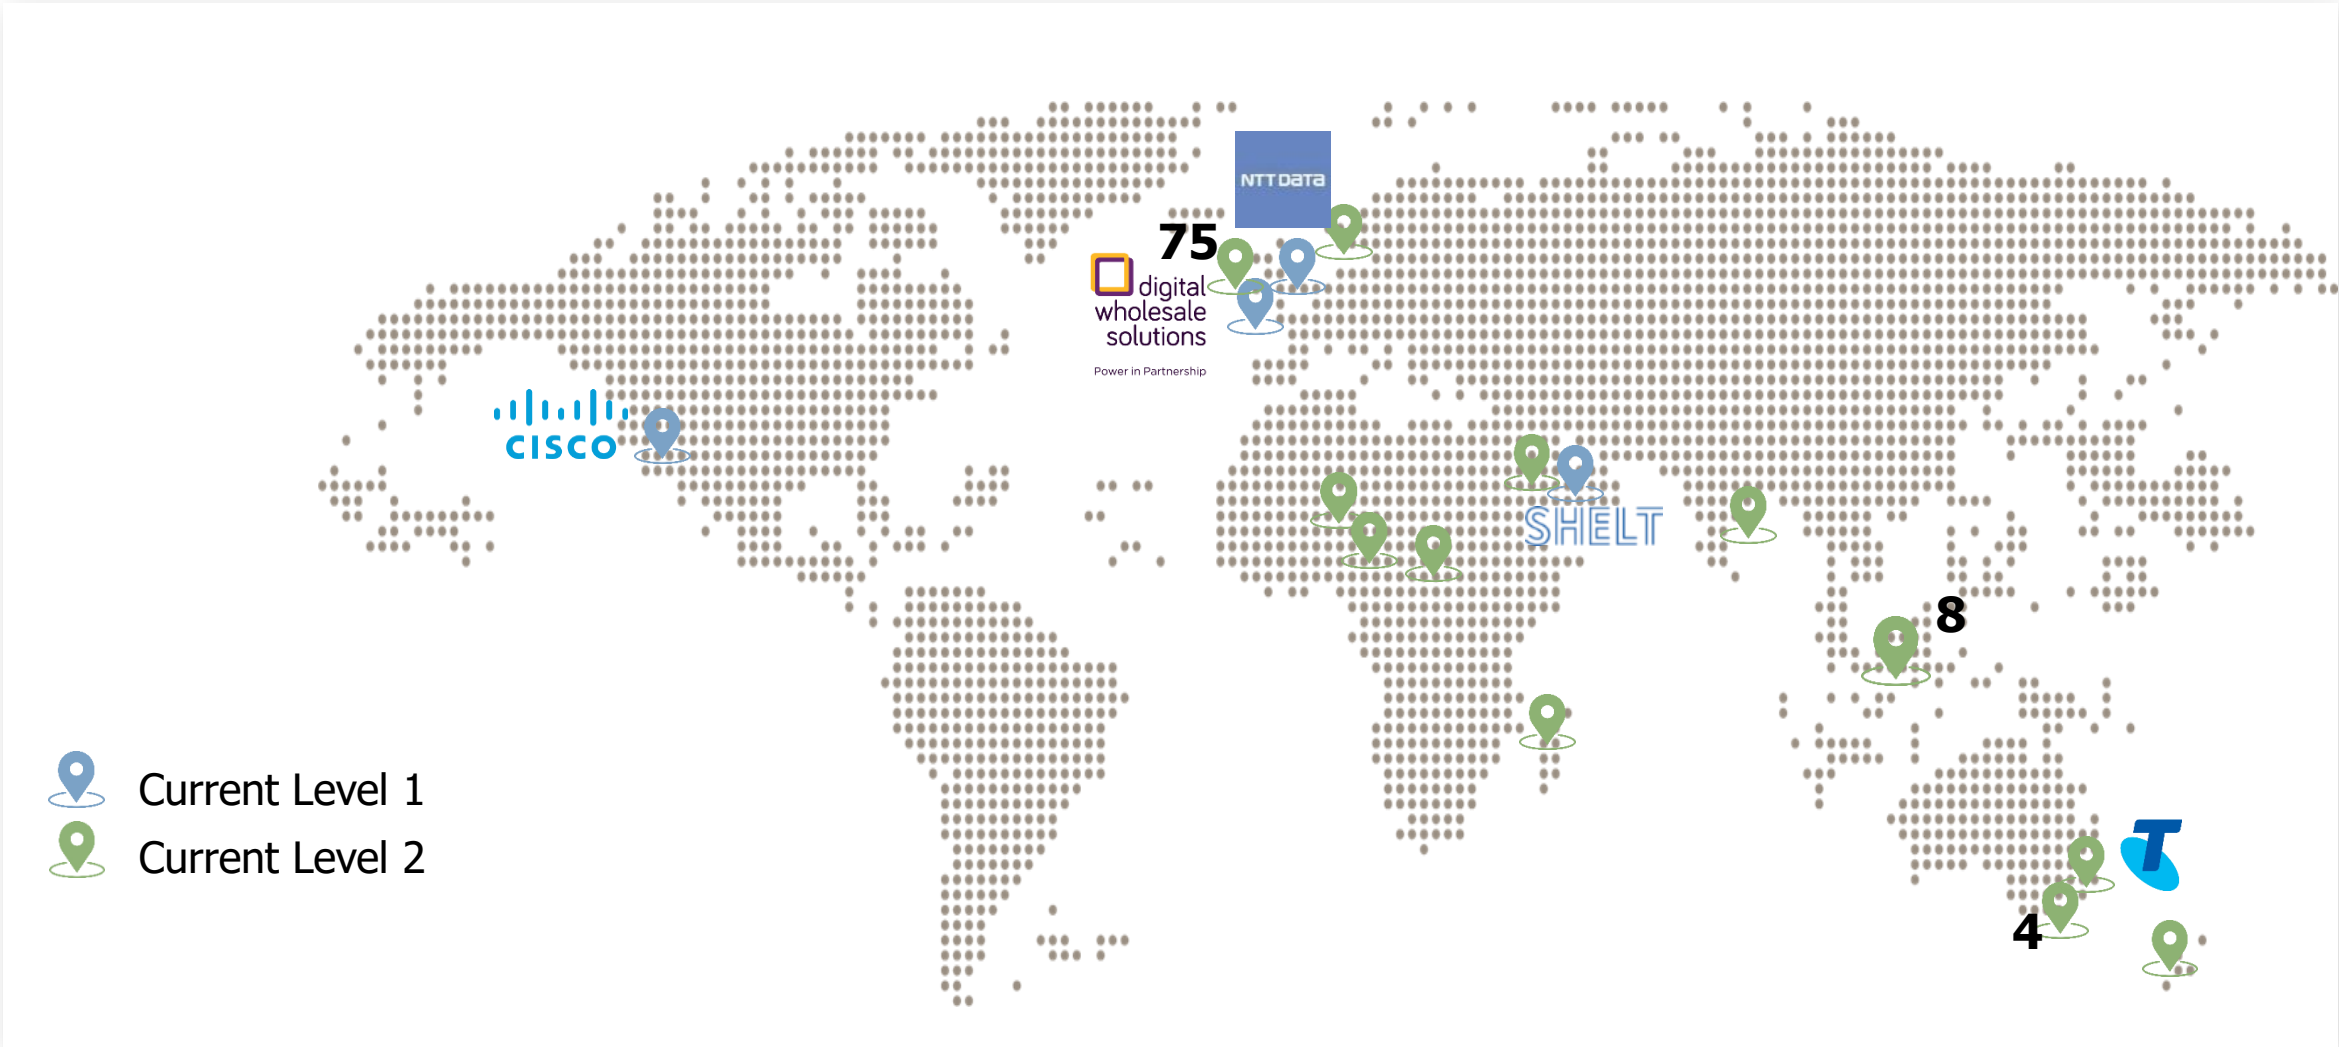 NTT DATA
75
digital
wholesale
solutions
Power in Partnership
CISCO
SHELT
8
Current Level 1
Current Level 2
T
4